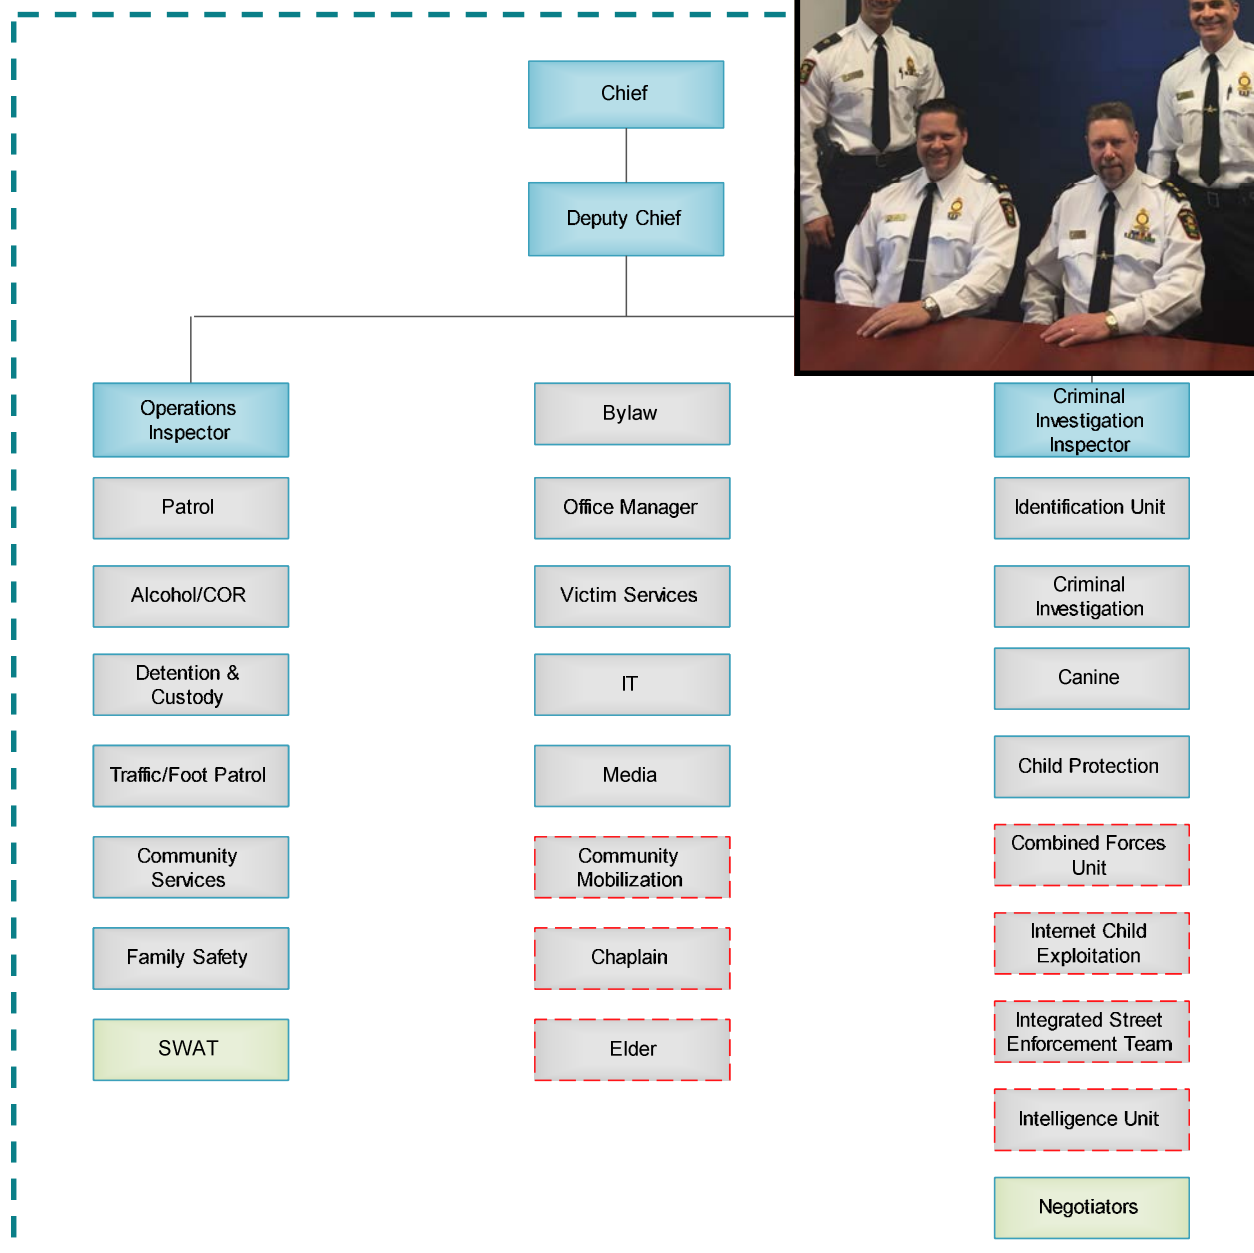 Chief
Deputy Chief
Operations
Inspector
Patrol
Alcohol/COR
Detention &
Custody
Traffic/Foot Patrol
Community
Services
Family Safety
SWAT
Bylaw
Office Manager
Victim Services
IT
Media
Community
Mobilization
Chaplain
Elder
Criminal
Investigation
Inspector
Identification Unit
Criminal
Investigation
Canine
Child Protection
Combined Forces
Unit
Internet Child
Exploitation
Integrated Street
Enforcement Team
Intelligence Unit
Negotiators